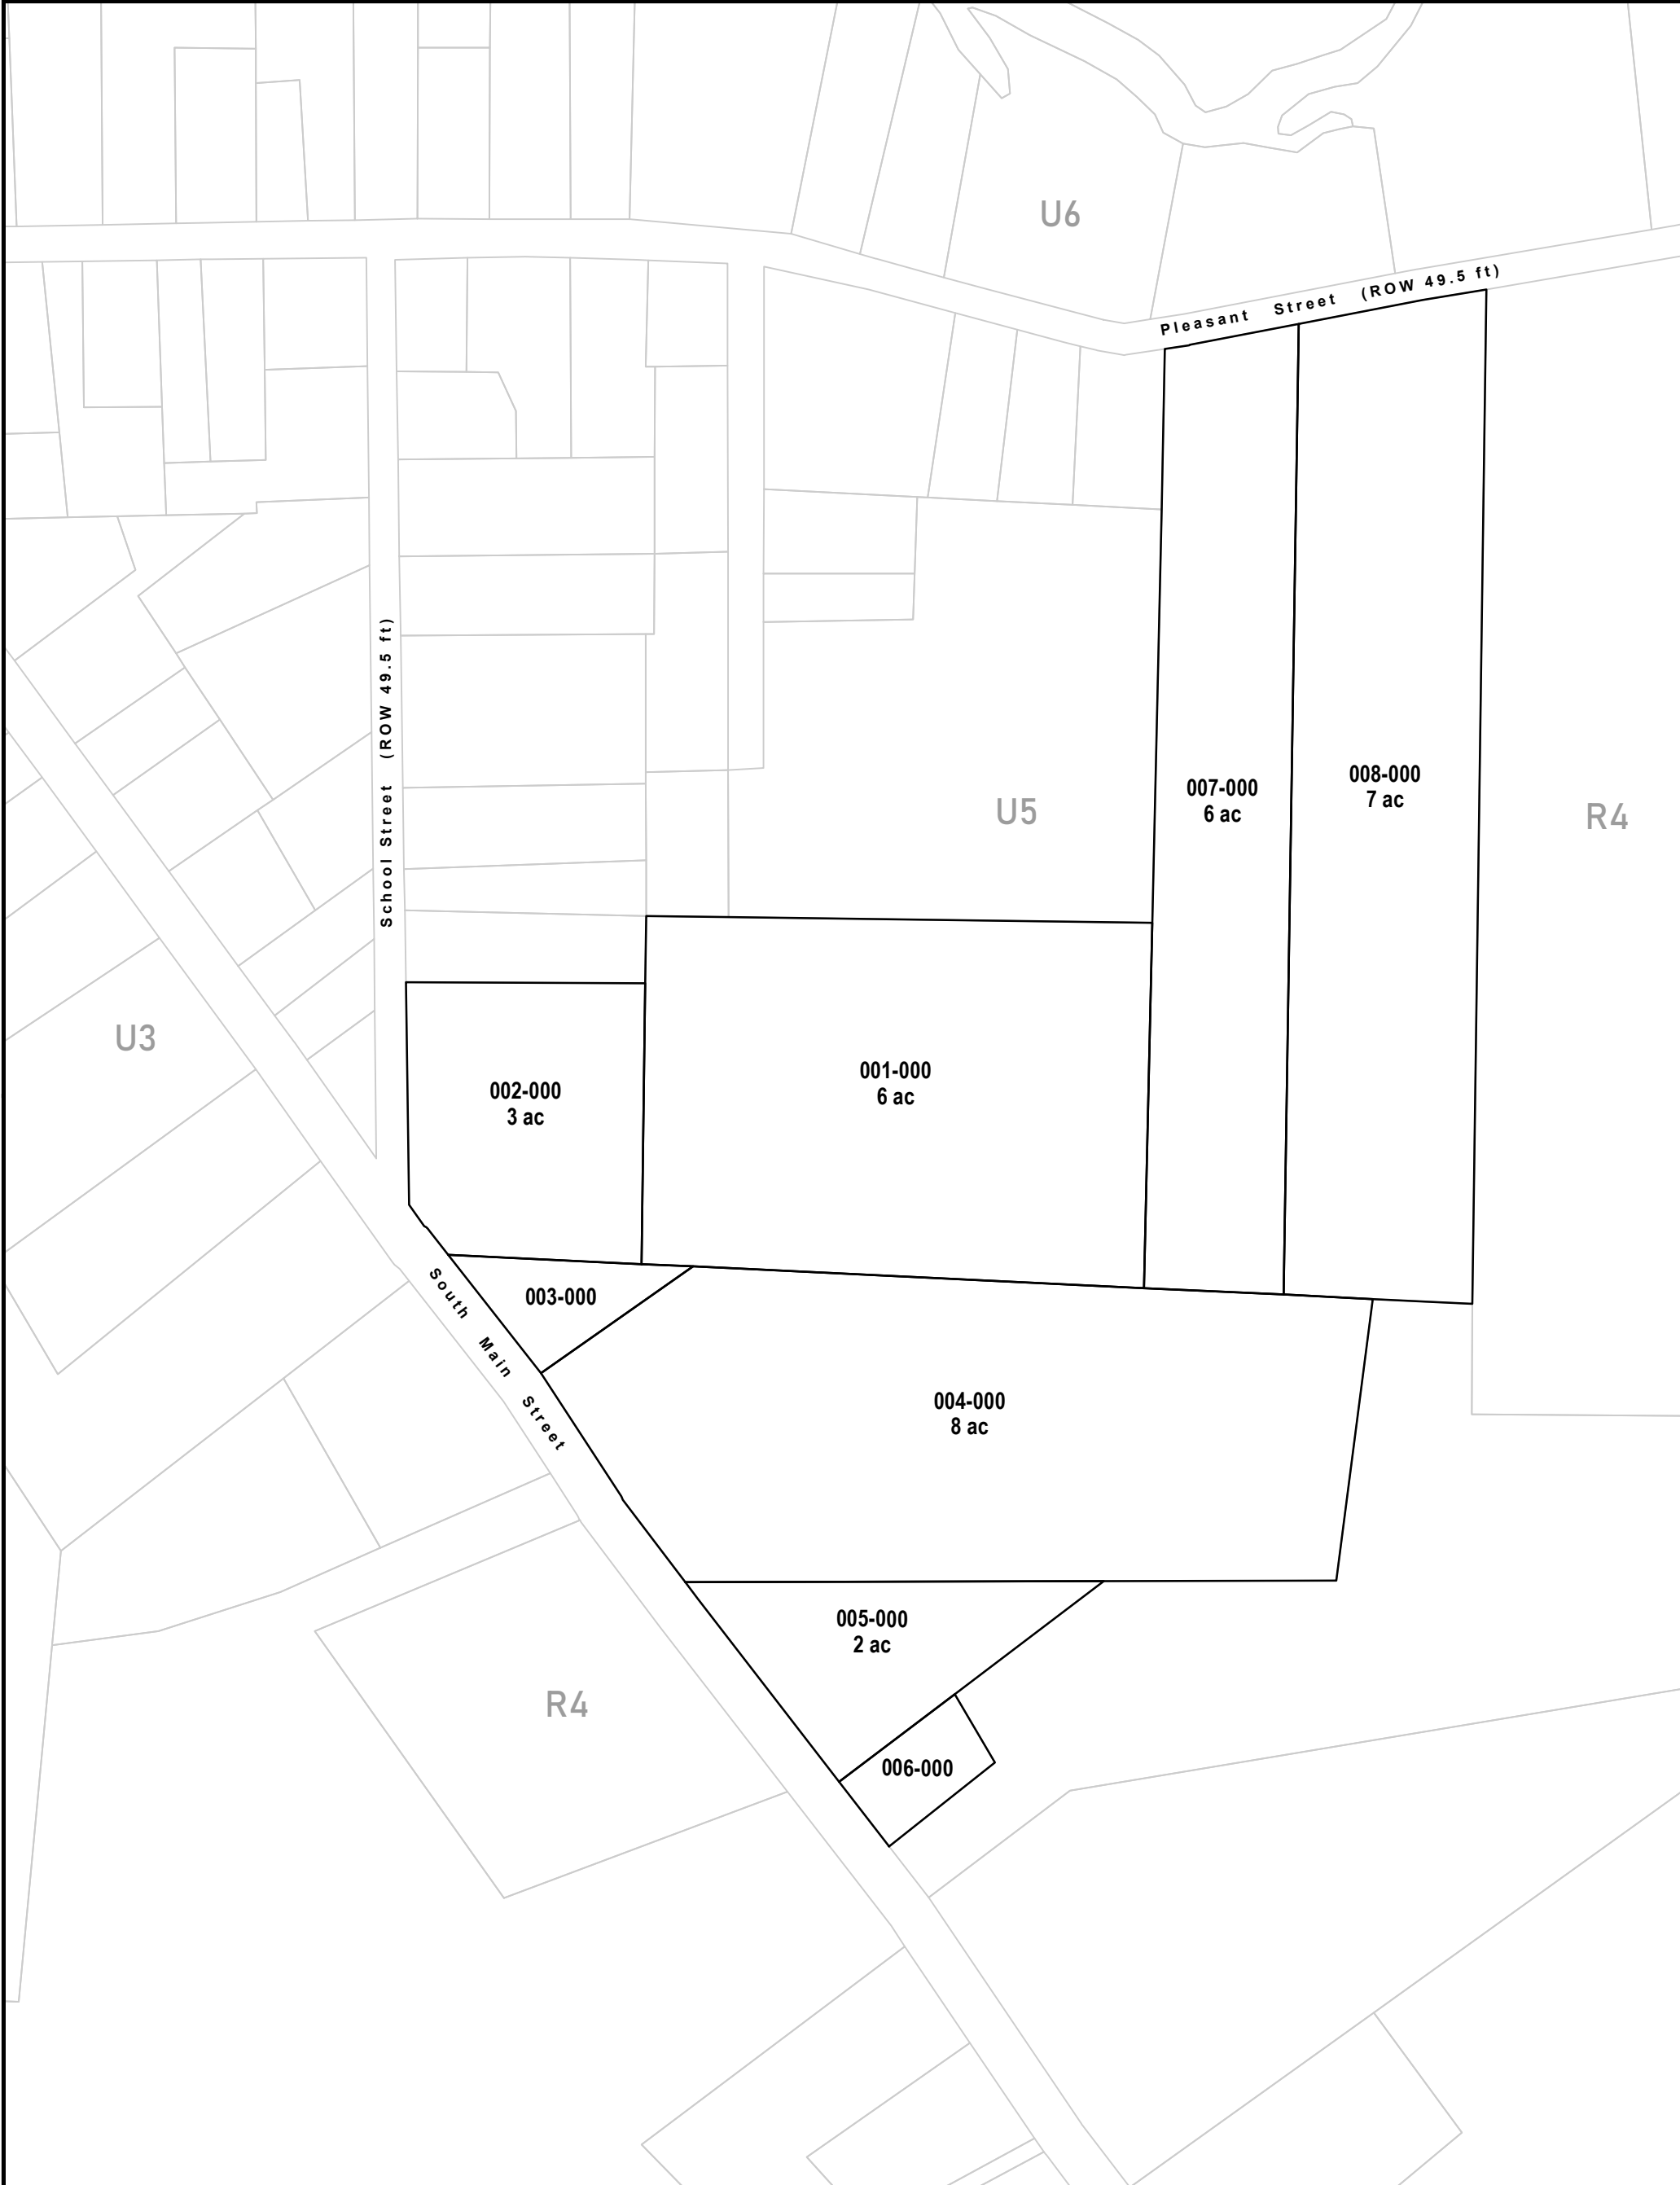 U6
Pleasant Street (ROW 49.5 ft)
School Street (ROW 49.5 ft)
008-000
7 ac
007-000
6 ac
U5
R4
U3
001-000
6 ac
002-000
3 ac
003-000
South Main Street
004-000
8 ac
005-000
2 ac
R4
006-000